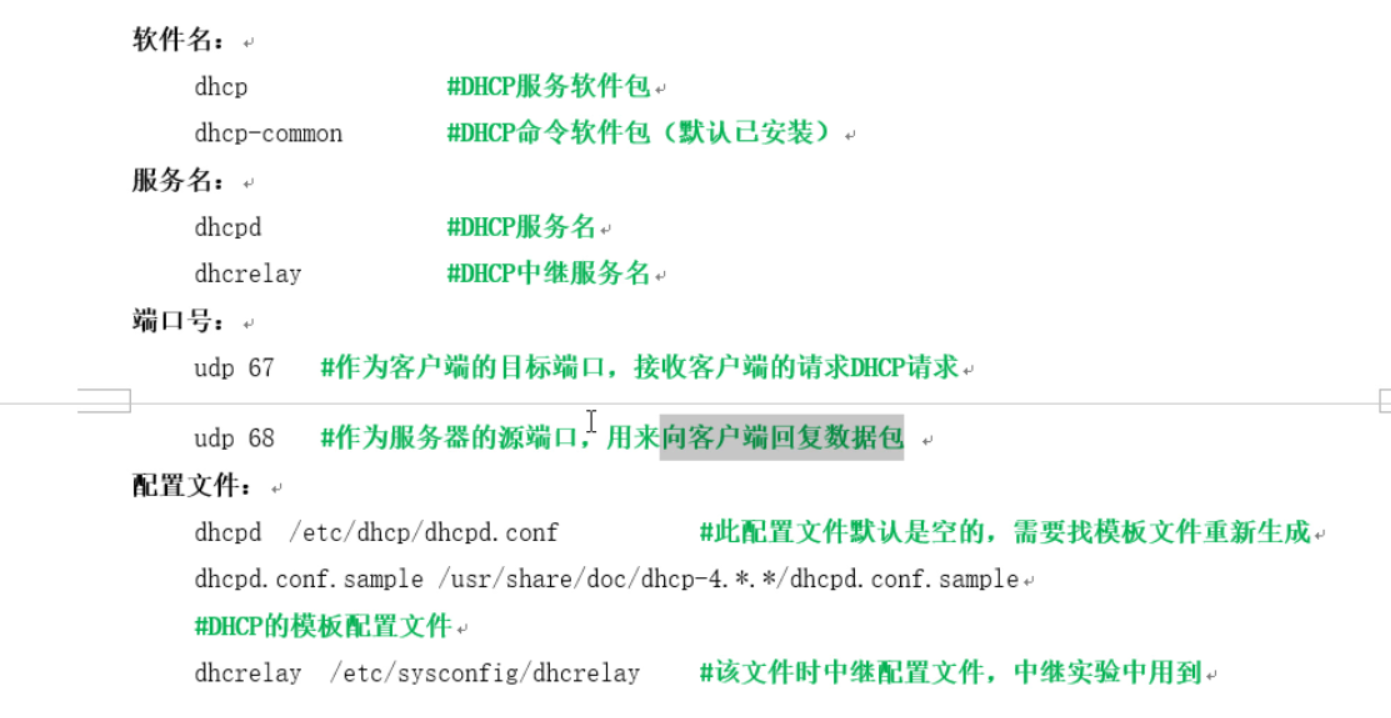 软件名：
dhcp #DHCP服务软件包
dhcp-common #DHCP命令软件包（默认已安装）
服务名：
dhcpd #DHCP服务名
dhcrelay #DHCP中继服务名
端口号：
udp 67 #作为客户端的目标端口，接收客户端的请求DHCP请求
udp 68 #作为服务器的源端口，用来向客户端回复数据包
配置文件：
dhcpd /etc/dhcp/dhcpd.conf #此配置文件默认是空的，需要找模板文件重新生成
dhcpd.conf.sample /usr/share/doc/dhcp-4.*.*/dhcpd.conf.sample
#DHCP的模板配置文件
dhcrelay /etc/sysconfig/dhcrelay #该文件时中继配置文件，中继实验中用到